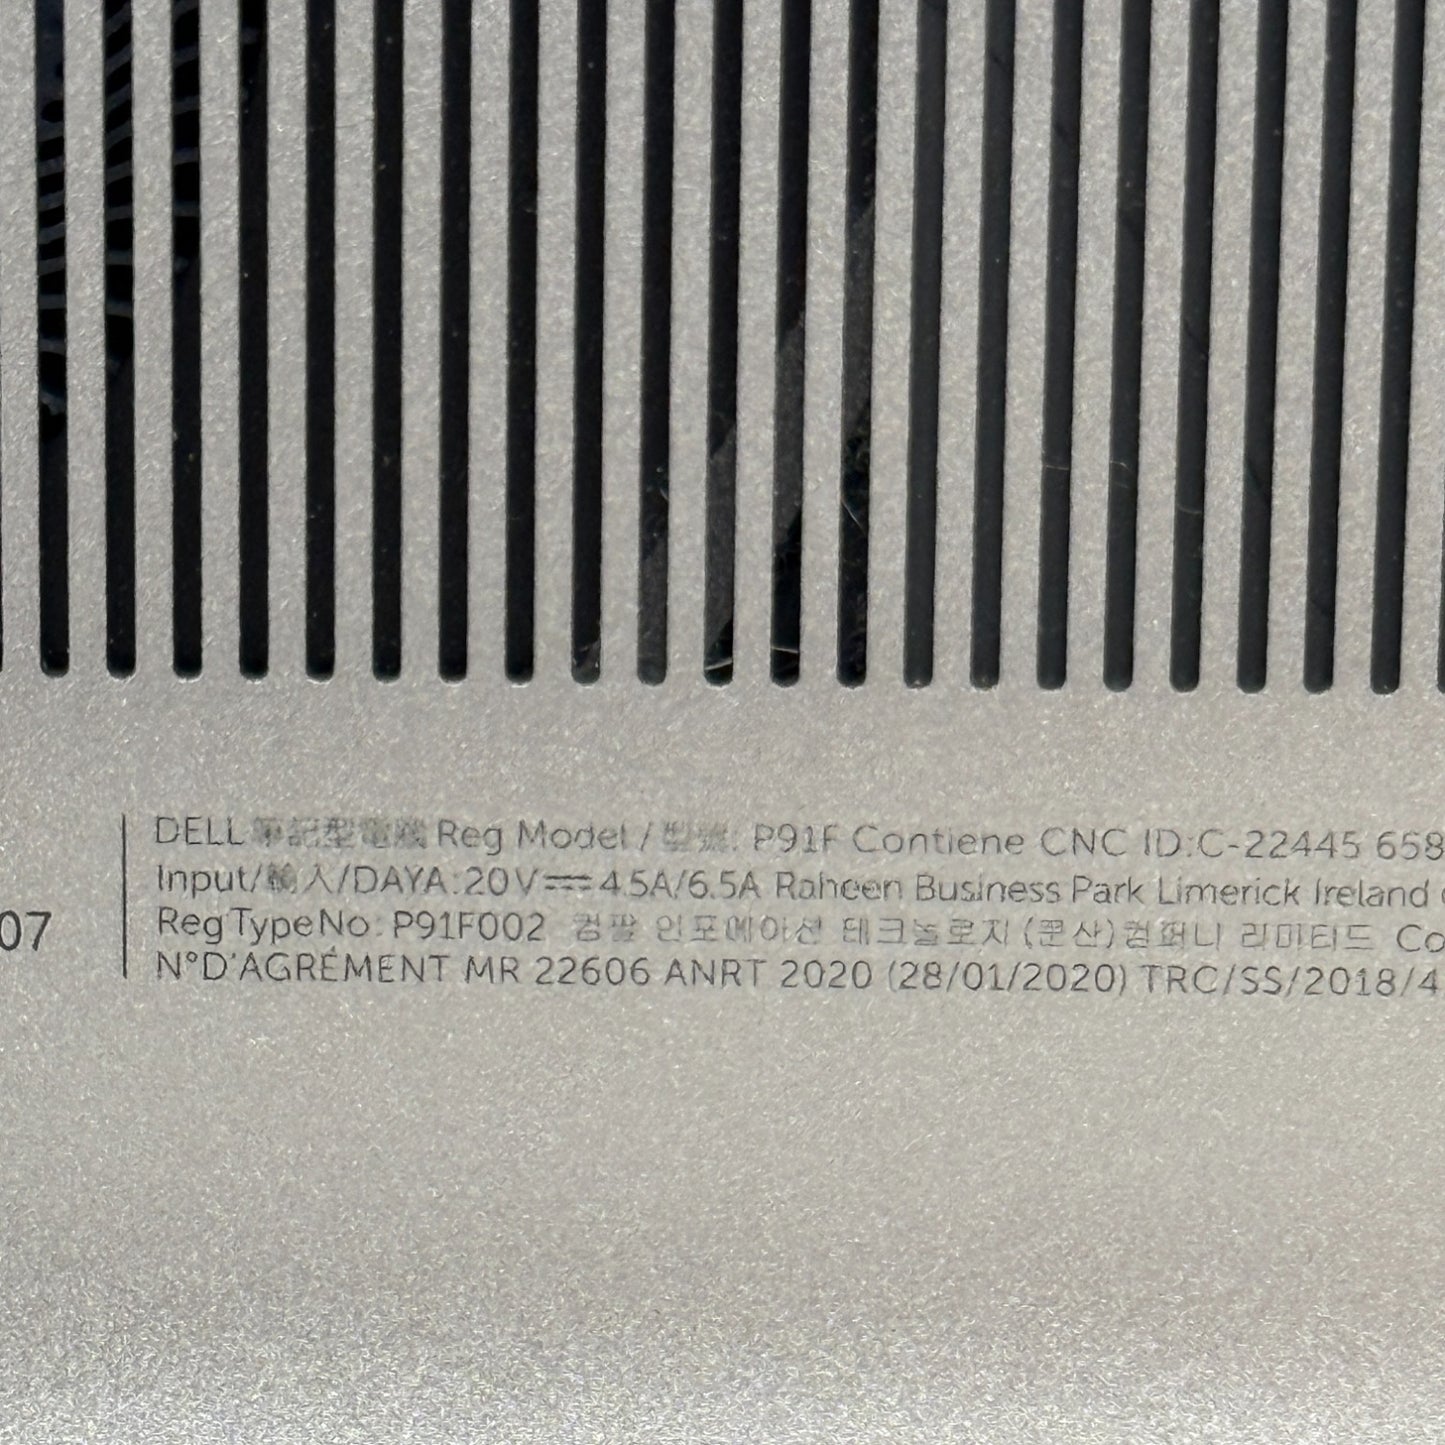 DELL 筆記型電腦 Reg Model / 型號: P91F Contiene CNC ID:C-22445 658
Input/輸入/DAYA:20V⎓4.5A/6.5A Raheen Business Park Limerick Ireland
07
Reg Type No: P91F002 컴팔 인포메이션 테크놀로지 (쿤산) 컴퍼니 리미티드 Co
N°D'AGRÉMENT MR 22606 ANRT 2020 (28/01/2020) TRC/SS/2018/4